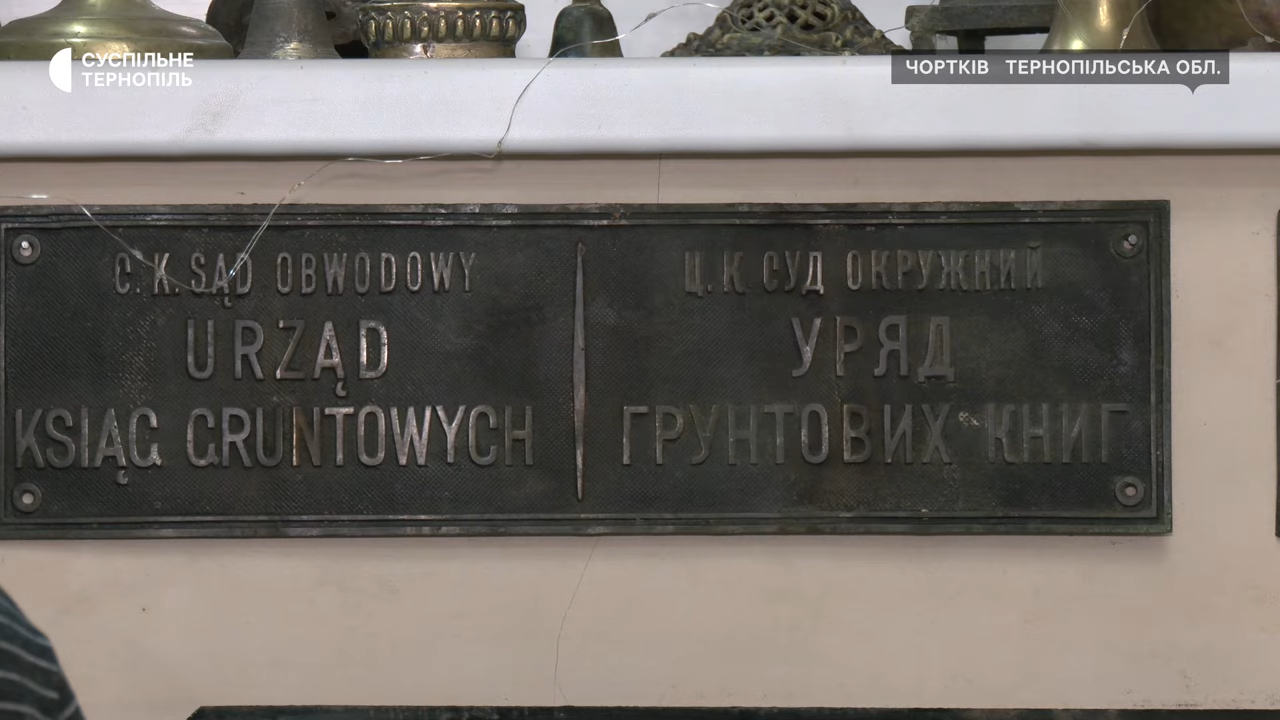 СУСПІЛЬНЕ
ТЕРНОПІЛЬ
ЧОРТКІВ ТЕРНОПІЛЬСЬКА ОБЛ.
C. K. SĄD OBWODOWY
URZĄD
KSIĄG GRUNTOWYCH
Ц. К СУД ОКРУЖНИЙ
УРЯД
ГРУНТОВИХ КНИГ